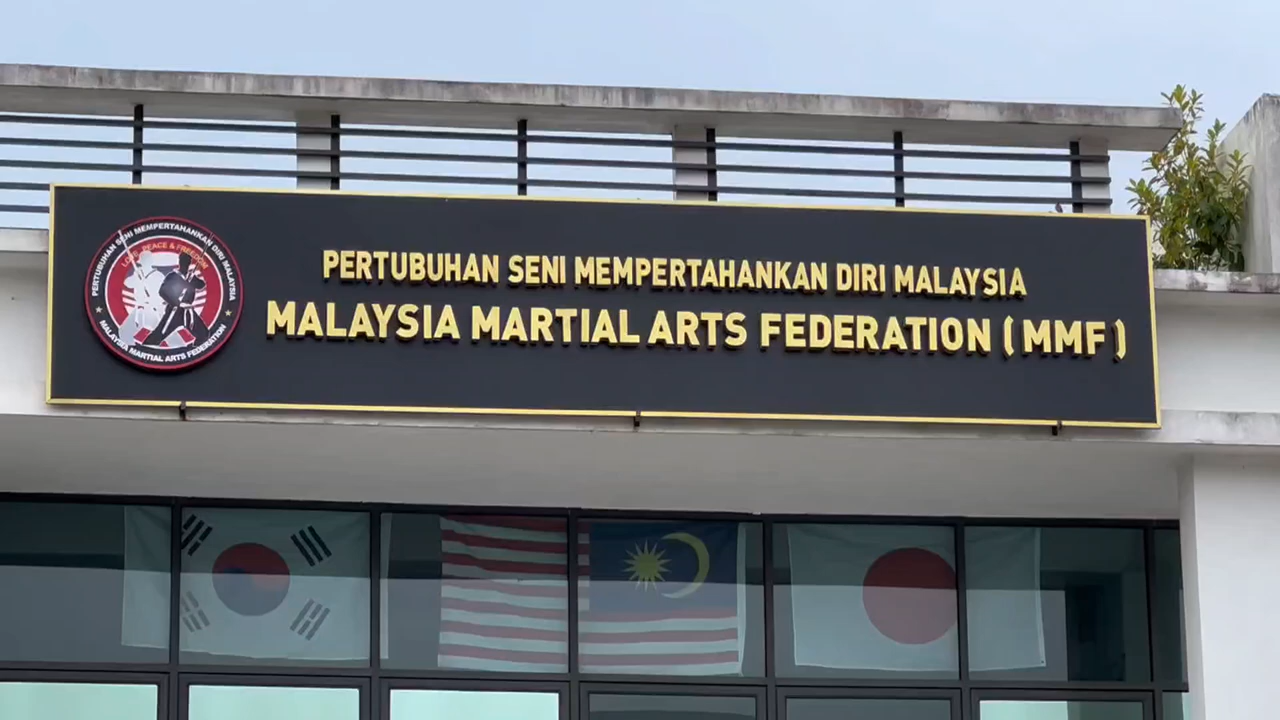 PERTUBUHAN SENI MEMPERTAHANKAN DIRI MALAYSIA
LOVE, PEACE & FREEDOM
MALAYSIA MARTIAL ARTS FEDERATION
PERTUBUHAN SENI MEMPERTAHANKAN DIRI MALAYSIA
MALAYSIA MARTIAL ARTS FEDERATION (MMF)